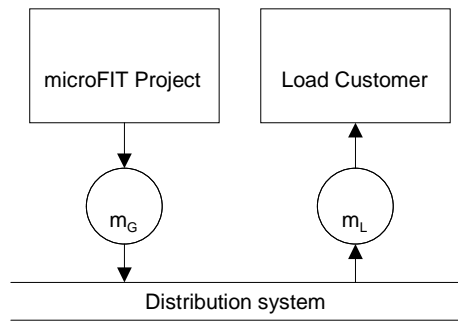 microFIT Project
Load Customer
m_G
m_L
Distribution system